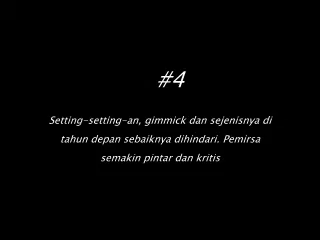 #4
Setting-setting-an, gimmick dan sejenisnya di
tahun depan sebaiknya dihindari. Pemirsa
semakin pintar dan kritis